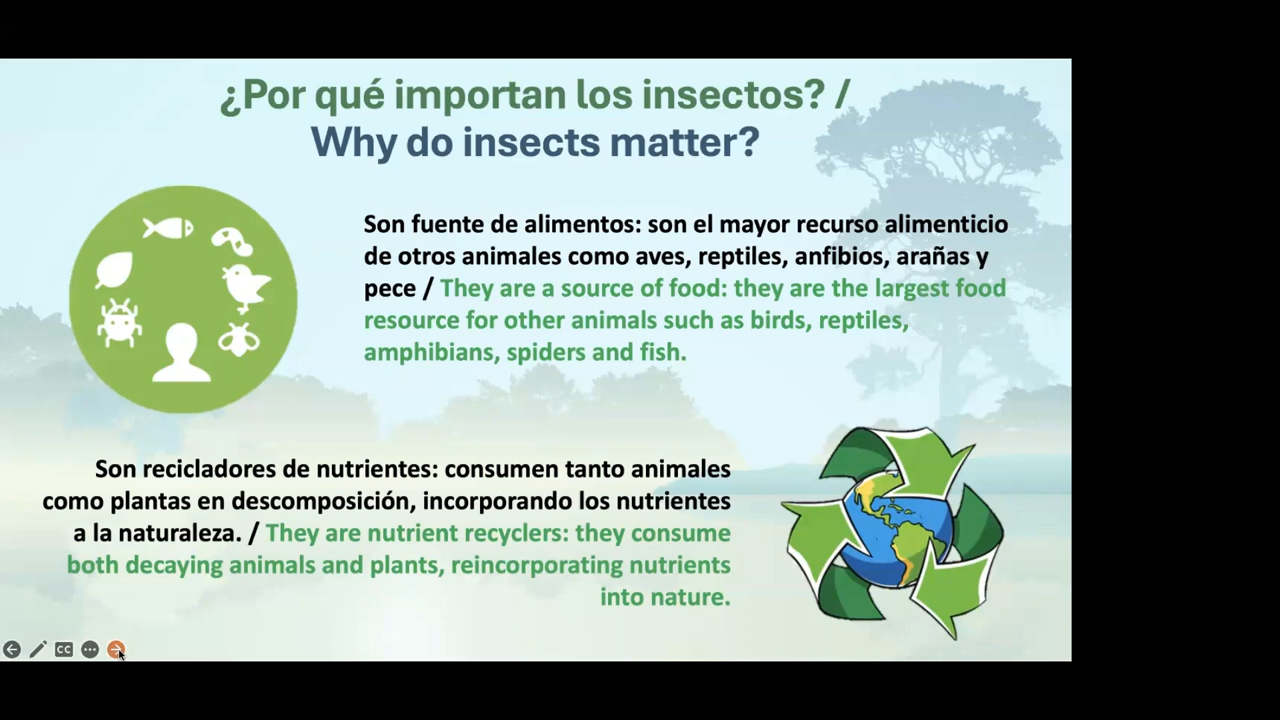 ¿Por qué importan los insectos? /
Why do insects matter?
Son fuente de alimentos: son el mayor recurso alimenticio
de otros animales como aves, reptiles, anfibios, arañas y
pece / They are a source of food: they are the largest food
resource for other animals such as birds, reptiles,
amphibians, spiders and fish.
Son recicladores de nutrientes: consumen tanto animales
como plantas en descomposición, incorporando los nutrientes
a la naturaleza. / They are nutrient recyclers: they consume
both decaying animals and plants, reincorporating nutrients
into nature.
CC